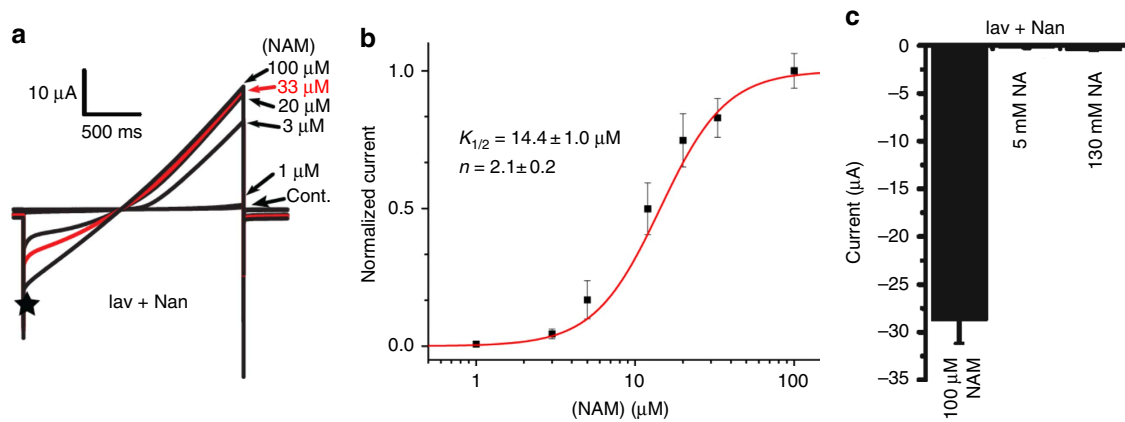 a
(NAM)
100 μM
33 μM
20 μM
3 μM
1 μM
Cont.
10 μA
500 ms
Iav + Nan
b
Normalized current
1.0
0.5
0.0
K1/2 = 14.4 ± 1.0 μM
n = 2.1± 0.2
1
10
100
(NAM) (μM)
c
Iav + Nan
Current (μA)
0
−5
−10
−15
−20
−25
−30
−35
100 μM
NAM
5 mM NA
130 mM NA